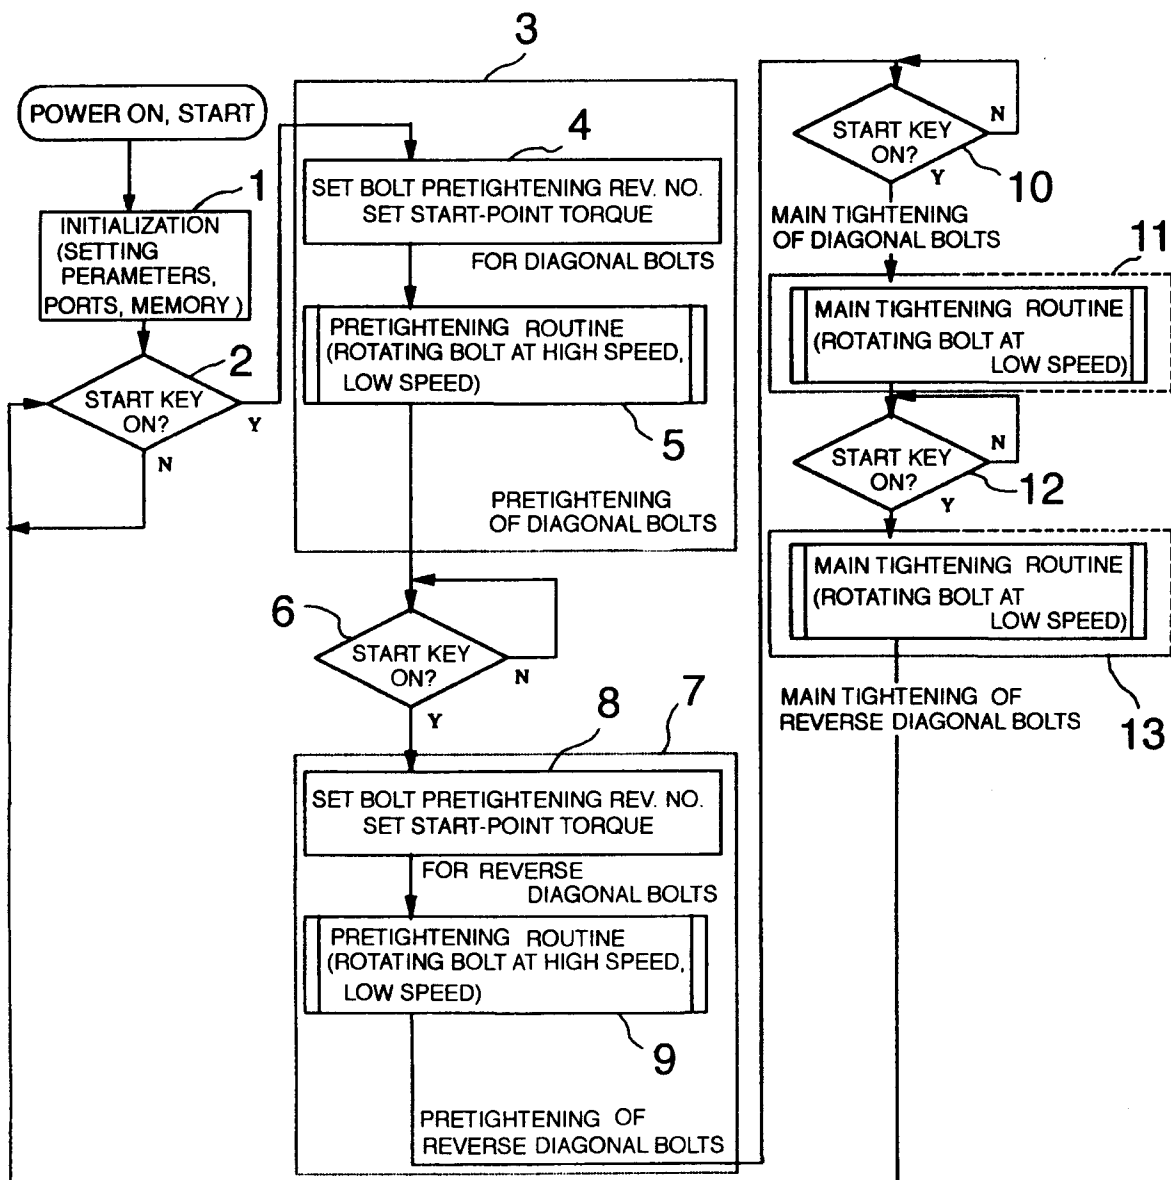 POWER ON, START
1
INITIALIZATION
(SETTING
PERAMETERS,
PORTS, MEMORY)
2
START KEY
ON?
Y
N
3
4
SET BOLT PRETIGHTENING REV. NO.
SET START-POINT TORQUE
FOR DIAGONAL BOLTS
PRETIGHTENING ROUTINE
(ROTATING BOLT AT HIGH SPEED,
LOW SPEED)
5
PRETIGHTENING
OF DIAGONAL BOLTS
6
START KEY
ON?
N
Y
7
8
SET BOLT PRETIGHTENING REV. NO.
SET START-POINT TORQUE
FOR REVERSE
DIAGONAL BOLTS
PRETIGHTENING ROUTINE
(ROTATING BOLT AT HIGH SPEED,
LOW SPEED)
9
PRETIGHTENING OF
REVERSE DIAGONAL BOLTS
START KEY
ON?
N
Y
10
MAIN TIGHTENING
OF DIAGONAL BOLTS
11
MAIN TIGHTENING ROUTINE
(ROTATING BOLT AT
LOW SPEED)
START KEY
ON?
N
Y
12
MAIN TIGHTENING ROUTINE
(ROTATING BOLT AT
LOW SPEED)
MAIN TIGHTENING OF
REVERSE DIAGONAL BOLTS
13